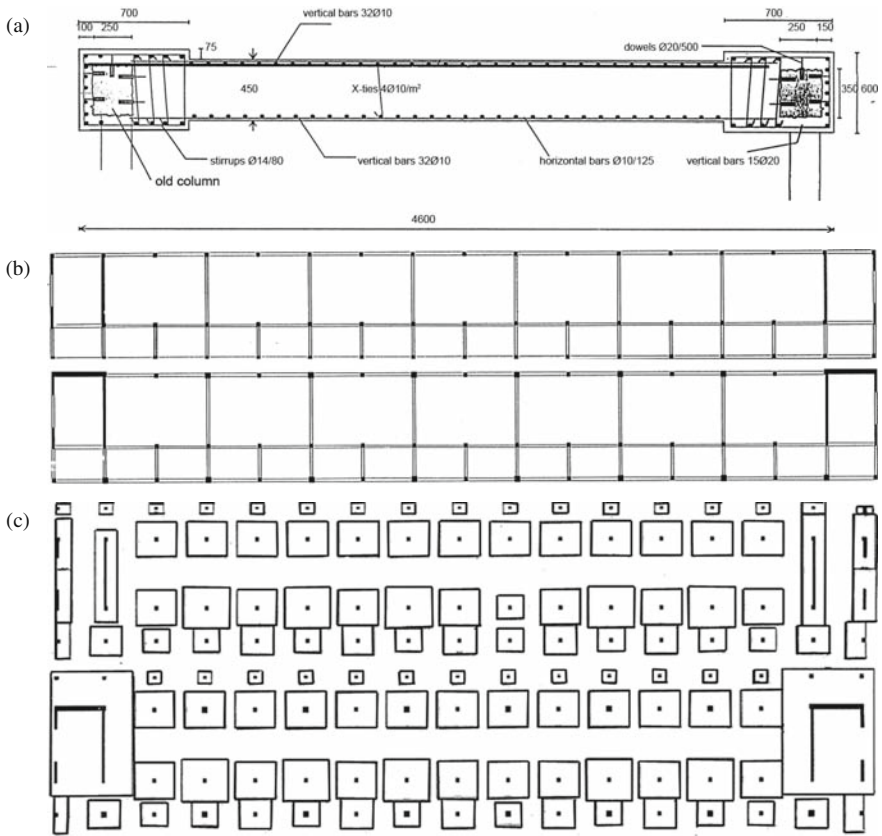 (a)
700
vertical bars 32Ø10
700
100
250
75
dowels Ø20/500
250
150
450
X-ties 4Ø10/m²
350
600
stirrups Ø14/80
vertical bars 32Ø10
horizontal bars Ø10/125
vertical bars 15Ø20
old column
4600
(b)
(c)